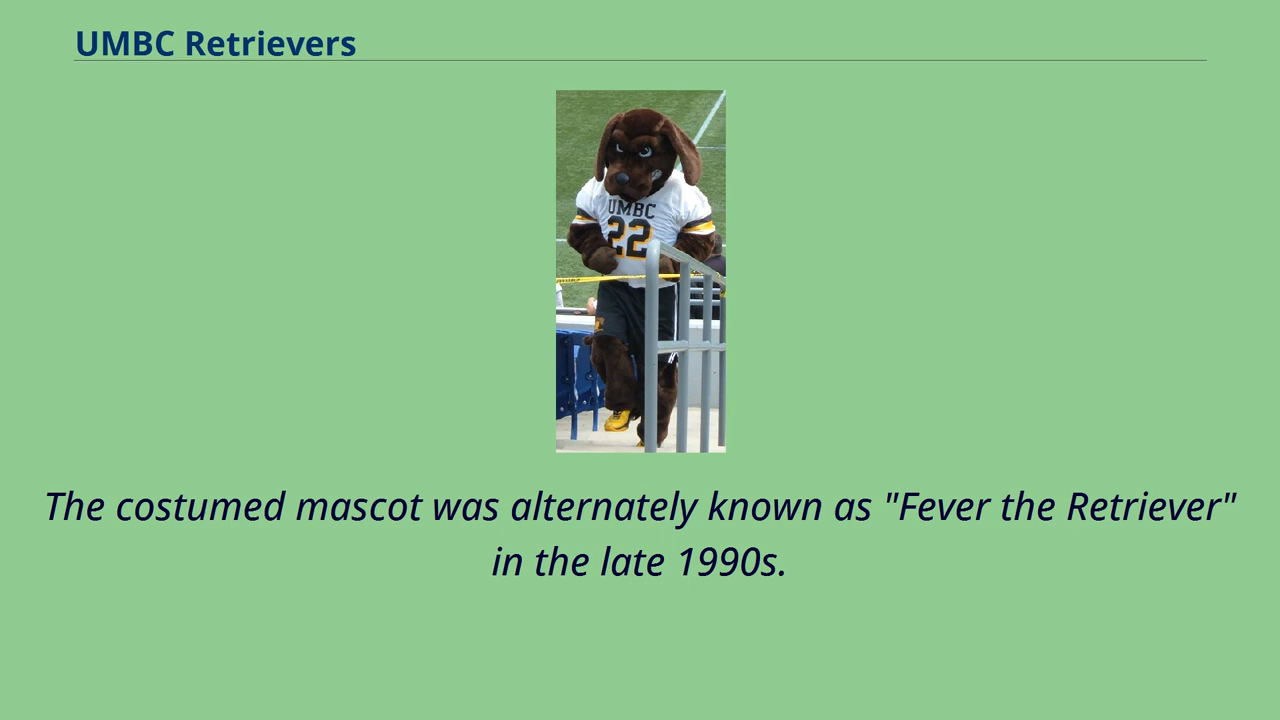 UMBC Retrievers
UMBC
22
The costumed mascot was alternately known as "Fever the Retriever"
in the late 1990s.